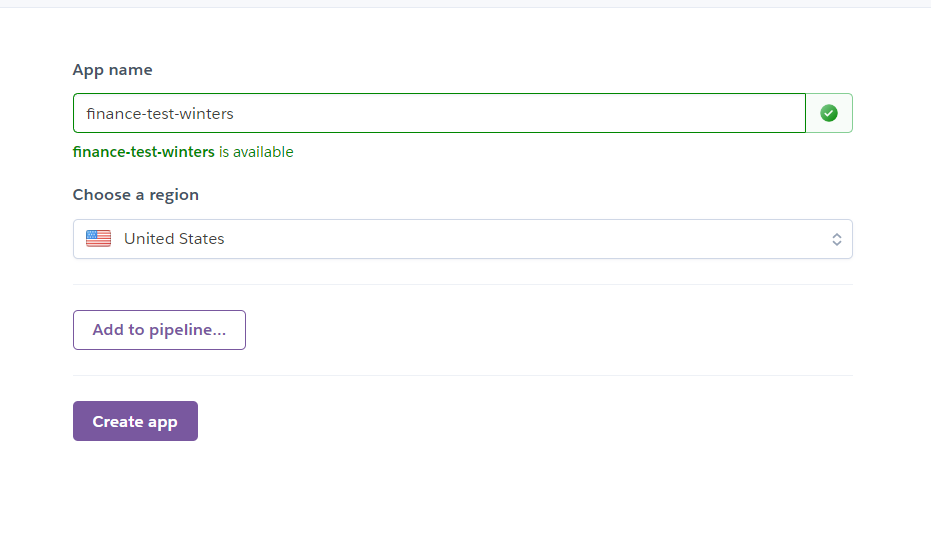 App name
finance-test-winters
finance-test-winters is available
Choose a region
United States
Add to pipeline...
Create app